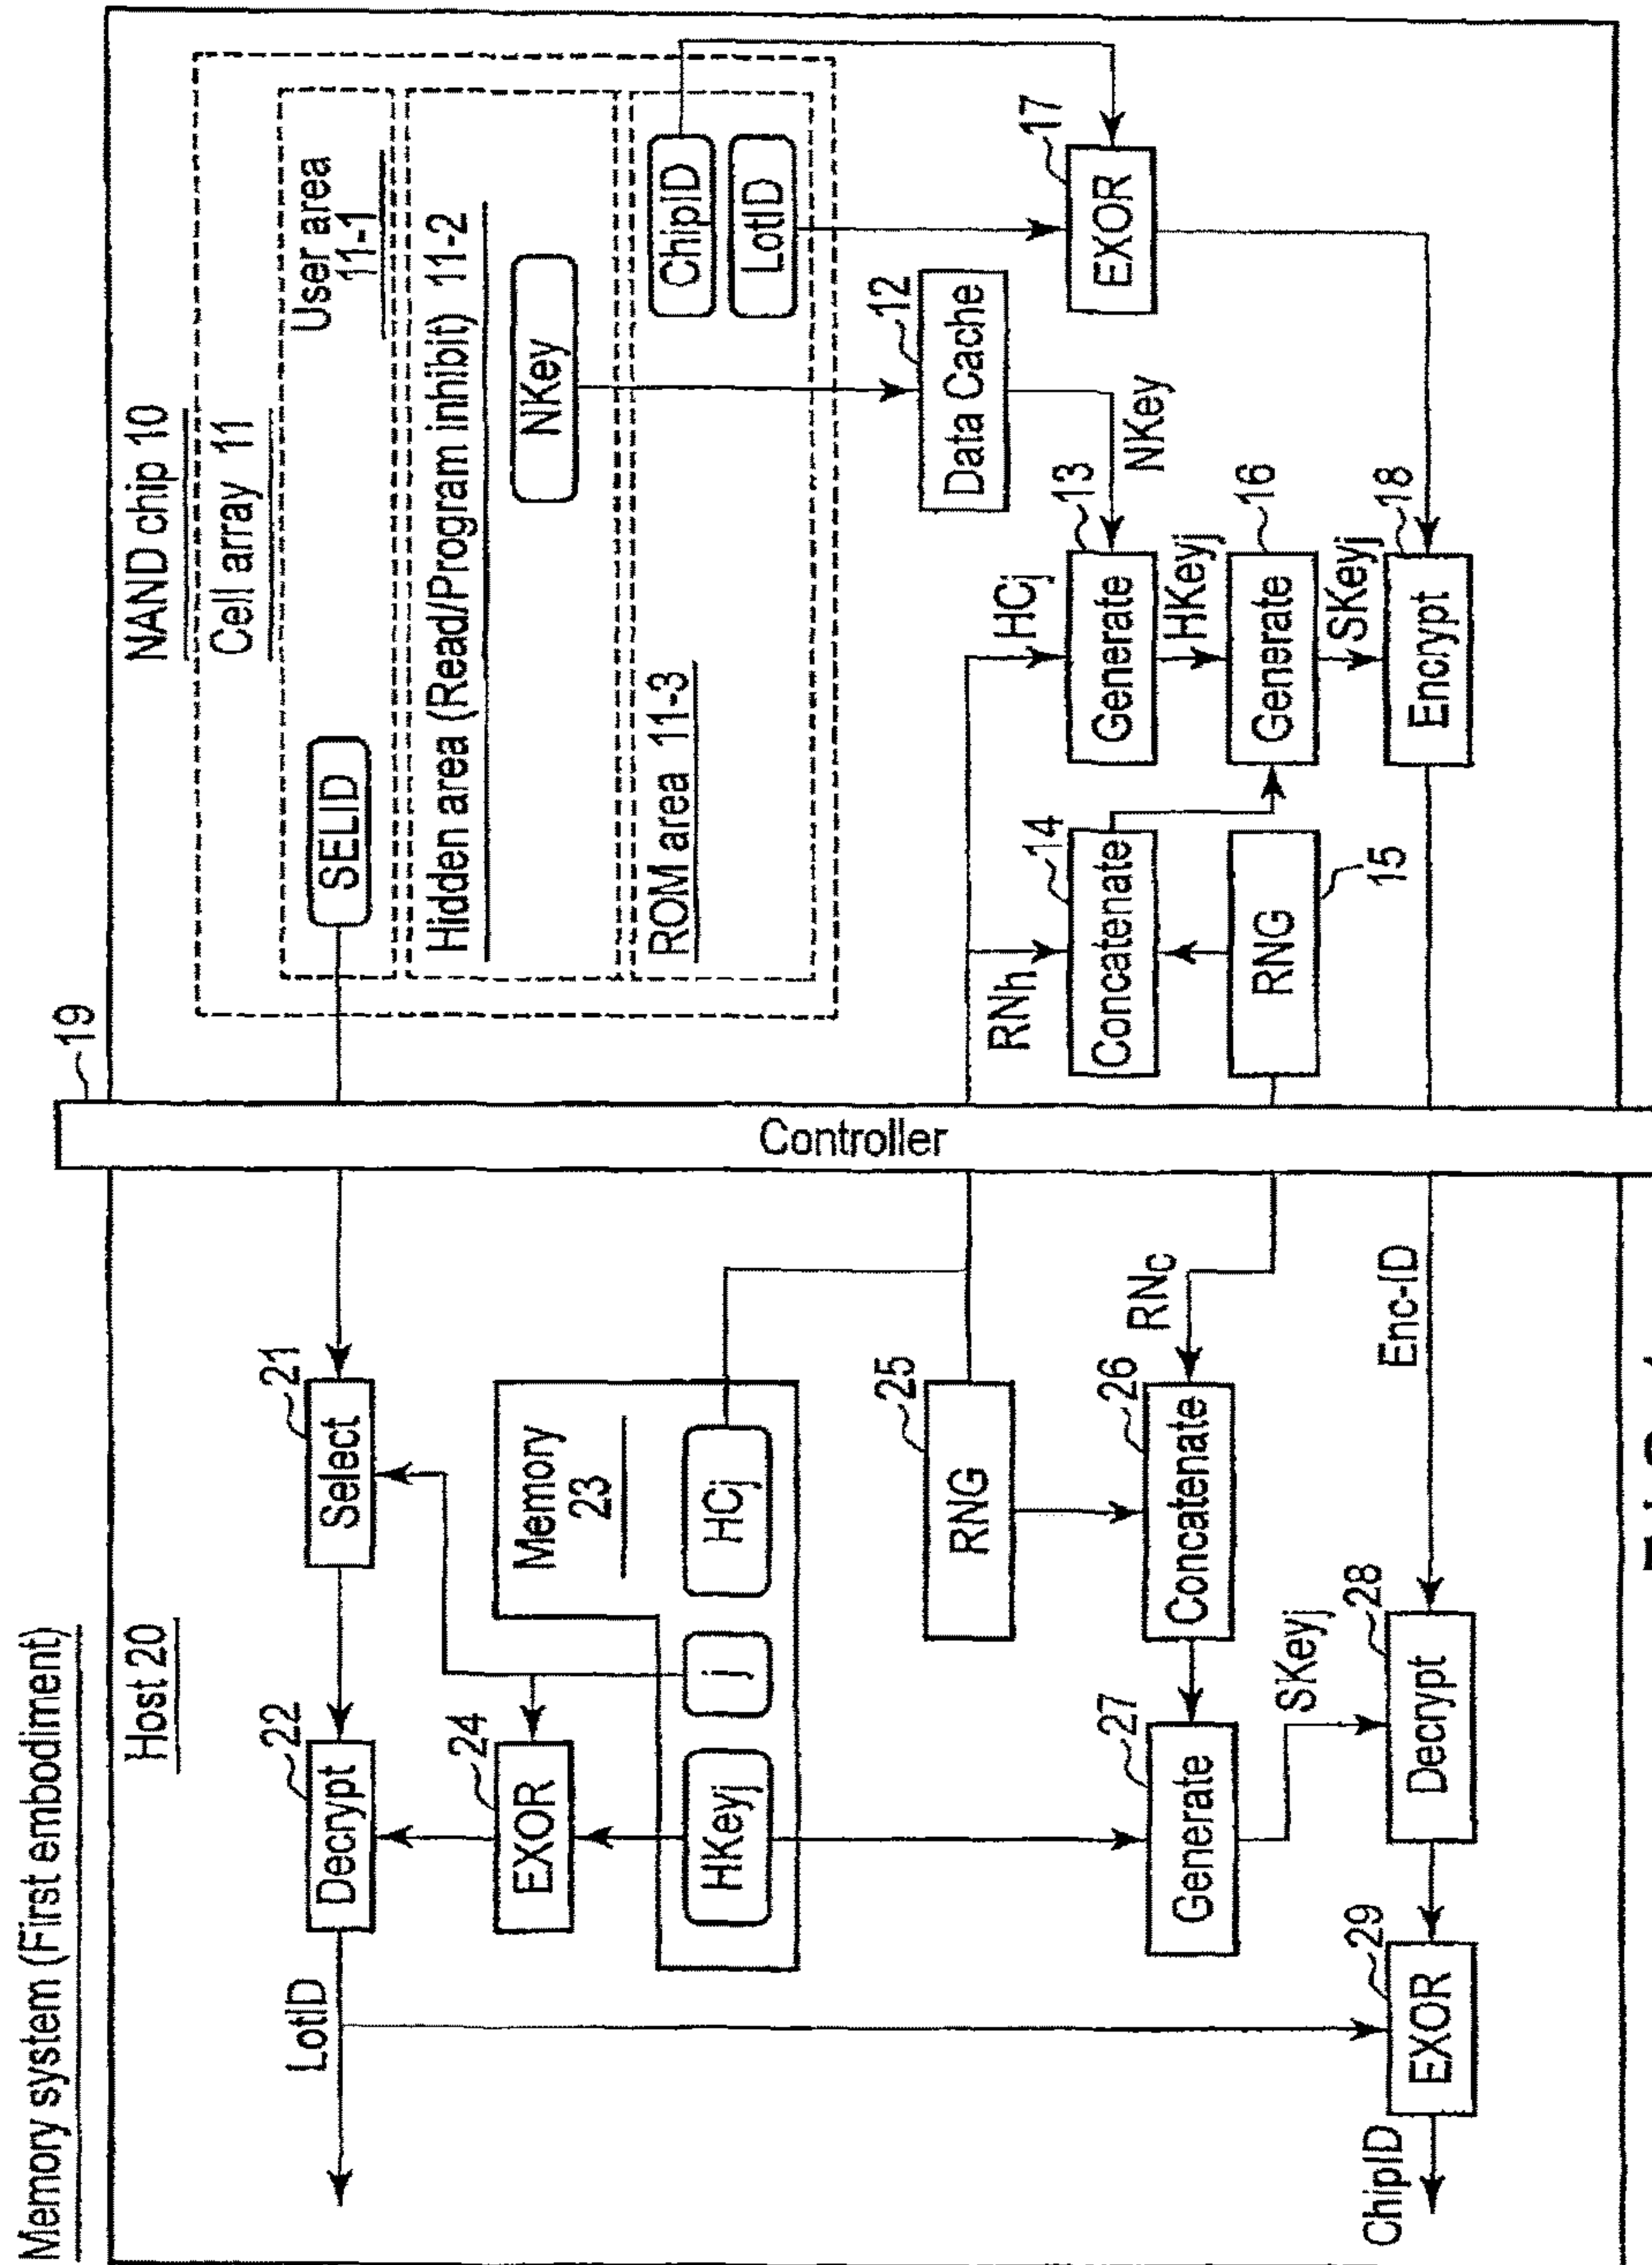 Memory system (First embodiment)
Host 20
NAND chip 10
Cell array 11
19
Controller
21
Select
22
Decrypt
LotID
24
EXOR
Memory
23
HKeyj
j
HCj
25
RNG
26
Concatenate
RNc
27
Generate
SKeyj
28
Decrypt
Enc-ID
29
EXOR
ChipID
SELID
User area
11-1
Hidden area (Read/Program inhibit) 11-2
NKey
ROM area 11-3
ChipID
LotID
12
Data Cache
NKey
17
EXOR
HCj
13
Generate
HKeyj
RNh
14
Concatenate
15
RNG
16
Generate
SKeyj
18
Encrypt